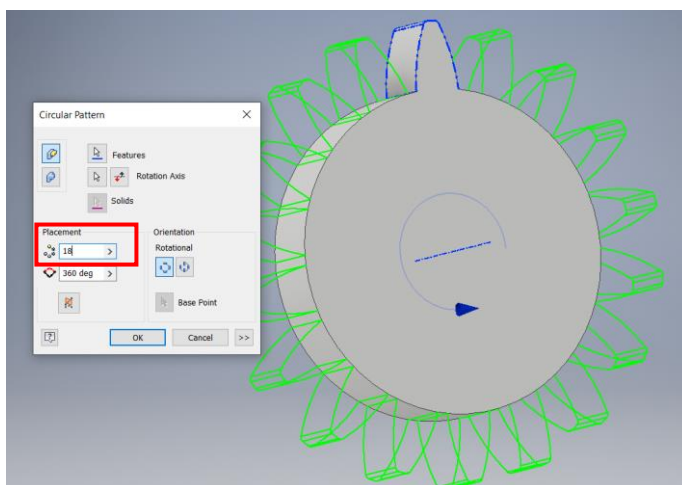 Circular Pattern
Features
Rotation Axis
Solids
Placement
Orientation
18
Rotational
360 deg
Base Point
OK
Cancel
>>